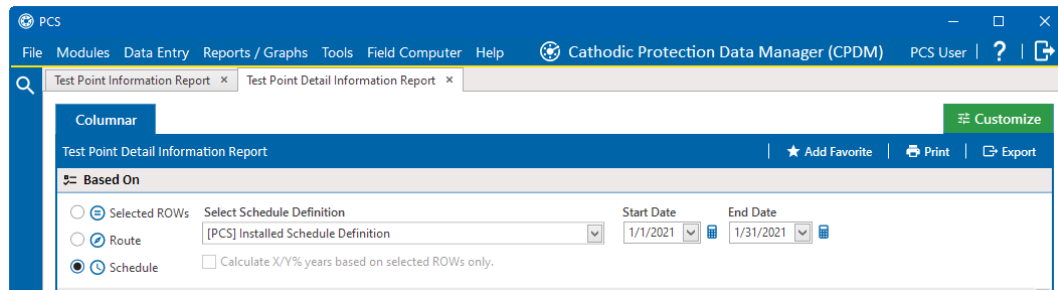 PCS
File Modules Data Entry Reports / Graphs Tools Field Computer Help Cathodic Protection Data Manager (CPDM) PCS User | ? |
Test Point Information Report × Test Point Detail Information Report ×
Columnar Customize
Test Point Detail Information Report | Add Favorite | Print | Export
Based On
Selected ROWs Select Schedule Definition Start Date End Date
[PCS] Installed Schedule Definition 1/1/2021 1/31/2021
Route
Calculate X/Y% years based on selected ROWs only.
Schedule